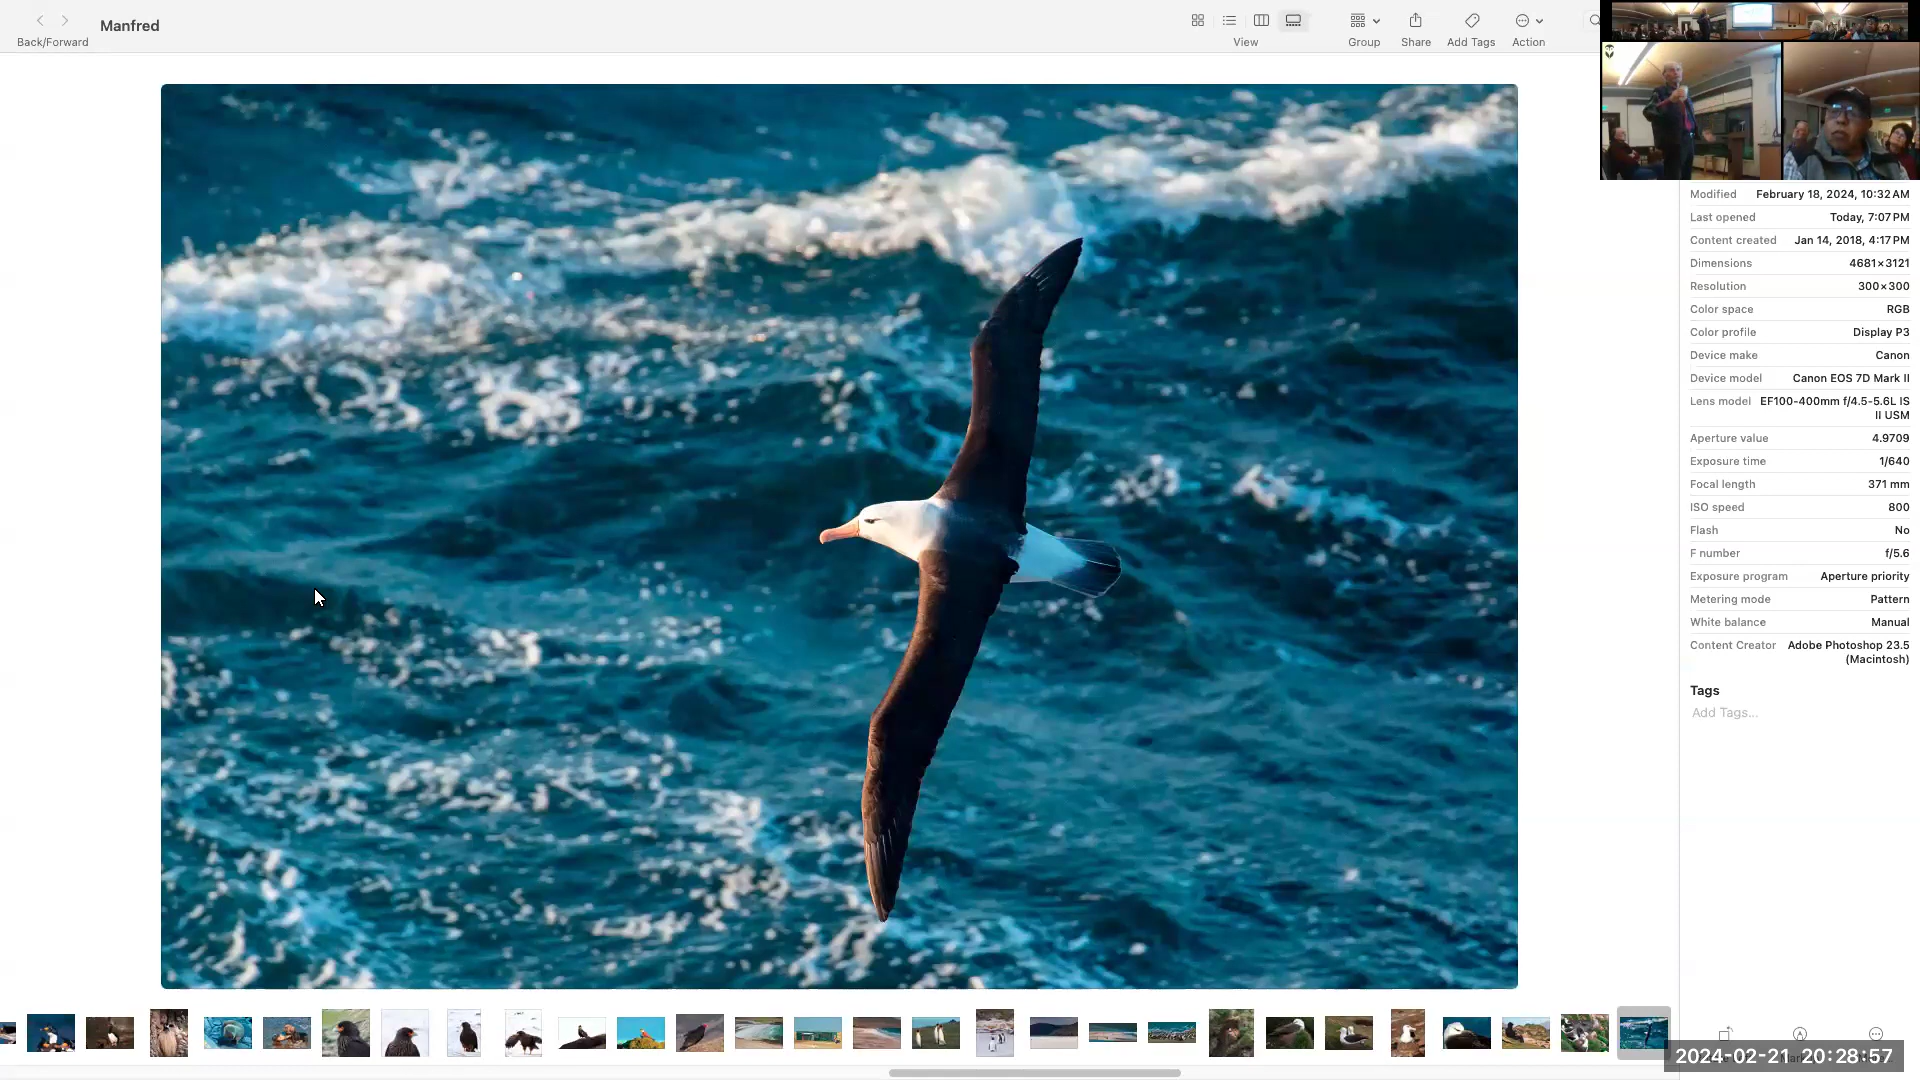 Manfred
Back/Forward
View
Group
Share
Add Tags
Action
Modified February 18, 2024, 10:32 AM
Last opened Today, 7:07 PM
Content created Jan 14, 2018, 4:17 PM
Dimensions 4681×3121
Resolution 300×300
Color space RGB
Color profile Display P3
Device make Canon
Device model Canon EOS 7D Mark II
Lens model EF100-400mm f/4.5-5.6L IS
II USM
Aperture value 4.9709
Exposure time 1/640
Focal length 371 mm
ISO speed 800
Flash No
F number f/5.6
Exposure program Aperture priority
Metering mode Pattern
White balance Manual
Content Creator Adobe Photoshop 23.5
(Macintosh)
Tags
Add Tags...
2024-02-21 20:28:57